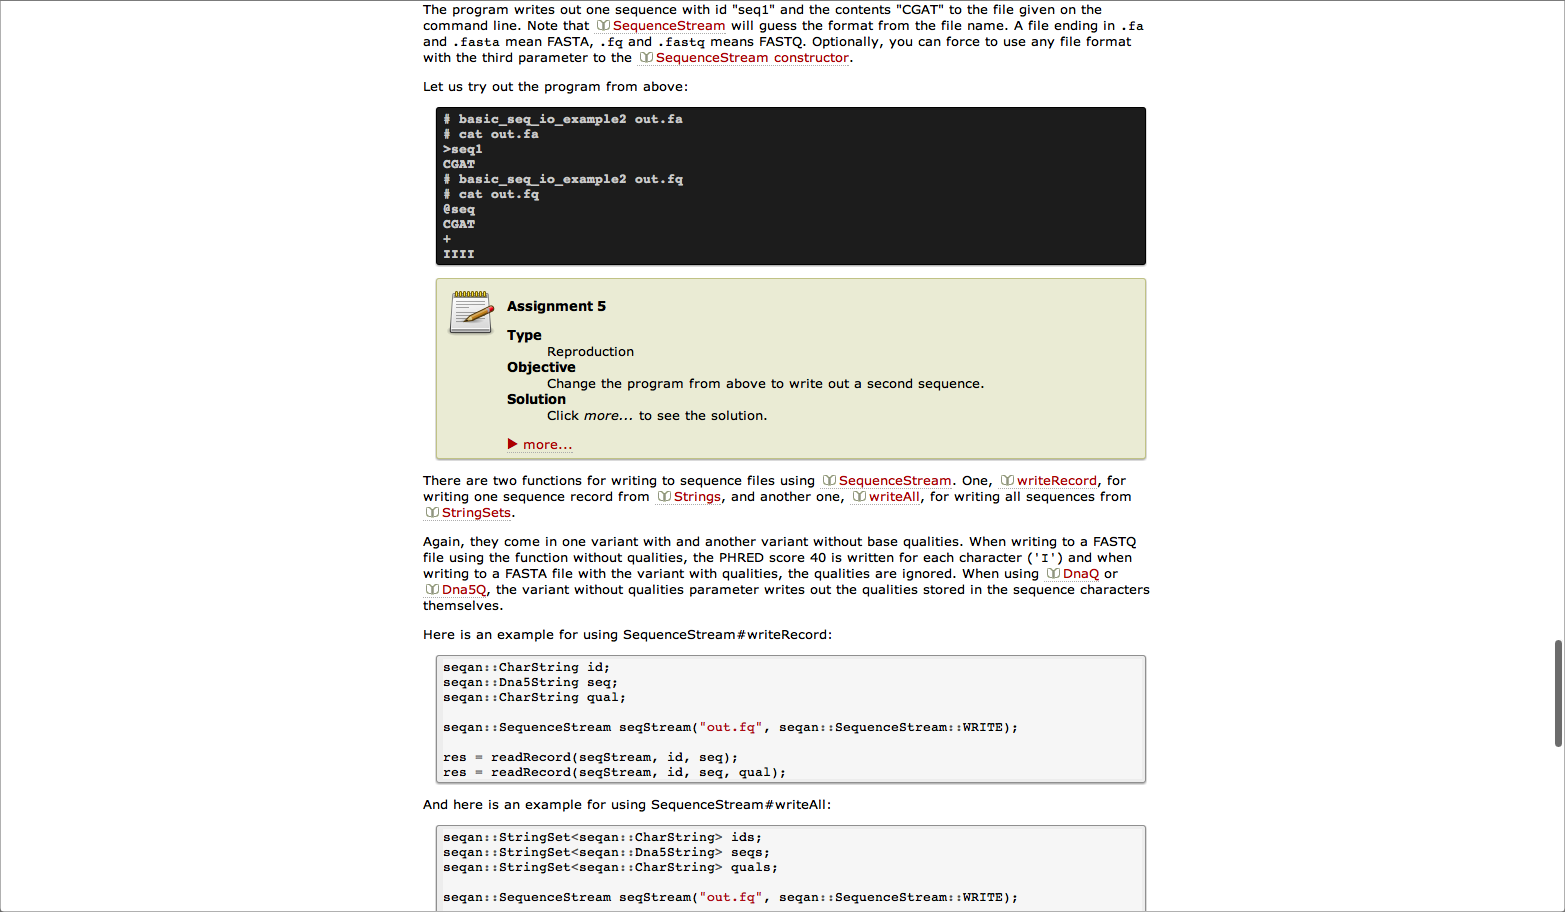 The program writes out one sequence with id "seq1" and the contents "CGAT" to the file given on the
command line. Note that SequenceStream will guess the format from the file name. A file ending in .fa
and .fasta mean FASTA, .fq and .fastq means FASTQ. Optionally, you can force to use any file format
with the third parameter to the SequenceStream constructor.
Let us try out the program from above:
# basic_seq_io_example2 out.fa
# cat out.fa
>seq1
CGAT
# basic_seq_io_example2 out.fq
# cat out.fq
@seq
CGAT
+
IIII
Assignment 5
Type
Reproduction
Objective
Change the program from above to write out a second sequence.
Solution
Click more... to see the solution.
▶ more...
There are two functions for writing to sequence files using SequenceStream. One, writeRecord, for
writing one sequence record from Strings, and another one, writeAll, for writing all sequences from
StringSets.
Again, they come in one variant with and another variant without base qualities. When writing to a FASTQ
file using the function without qualities, the PHRED score 40 is written for each character ('I') and when
writing to a FASTA file with the variant with qualities, the qualities are ignored. When using DnaQ or
Dna5Q, the variant without qualities parameter writes out the qualities stored in the sequence characters
themselves.
Here is an example for using SequenceStream#writeRecord:
seqan::CharString id;
seqan::Dna5String seq;
seqan::CharString qual;
seqan::SequenceStream seqStream("out.fq", seqan::SequenceStream::WRITE);
res = readRecord(seqStream, id, seq);
res = readRecord(seqStream, id, seq, qual);
And here is an example for using SequenceStream#writeAll:
seqan::StringSet<seqan::CharString> ids;
seqan::StringSet<seqan::Dna5String> seqs;
seqan::StringSet<seqan::CharString> quals;
seqan::SequenceStream seqStream("out.fq", seqan::SequenceStream::WRITE);